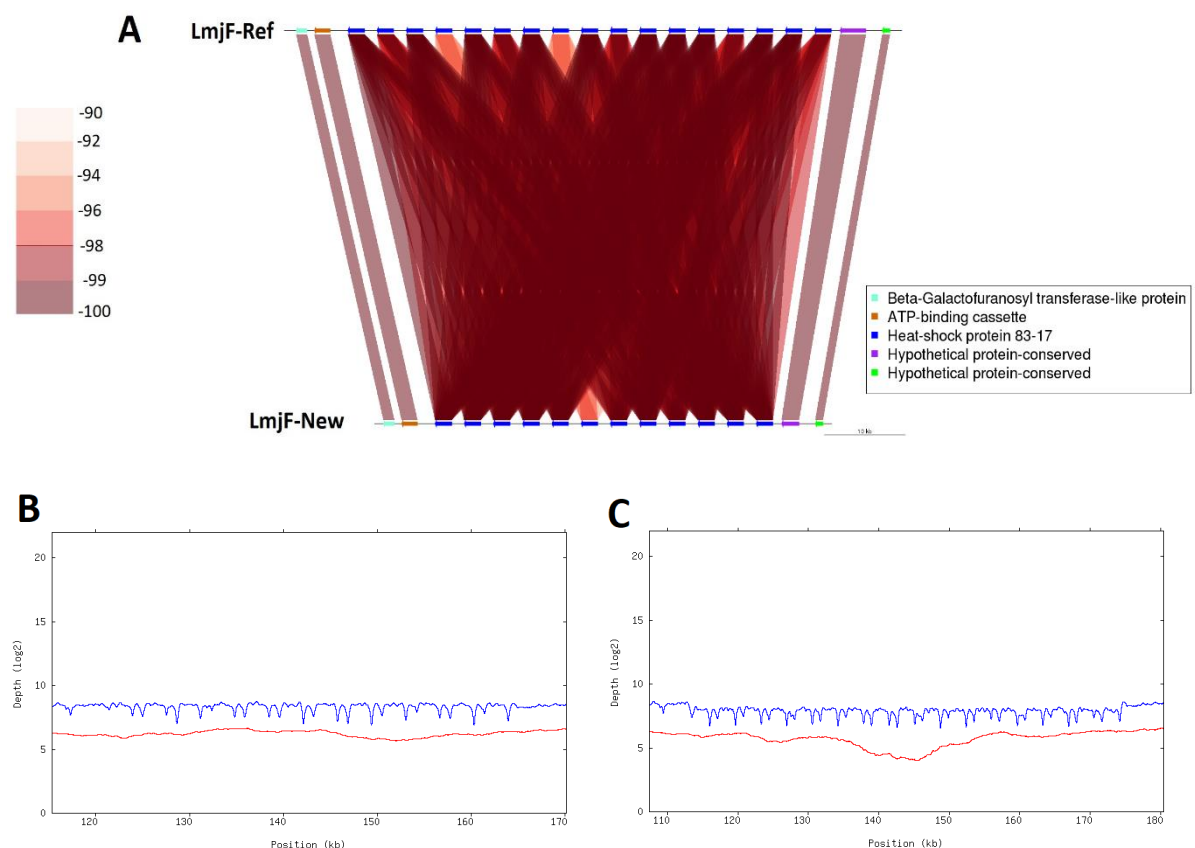 A
LmjF-Ref
-90
-92
-94
-96
-98
-99
-100
Beta-Galactofuranosyl transferase-like protein
ATP-binding cassette
Heat-shock protein 83-17
Hypothetical protein-conserved
Hypothetical protein-conserved
LmjF-New
10 kb
B
20
15
10
5
0
Depth (log2)
120
130
140
150
160
170
Position (kb)
C
20
15
10
5
0
Depth (log2)
110
120
130
140
150
160
170
180
Position (kb)